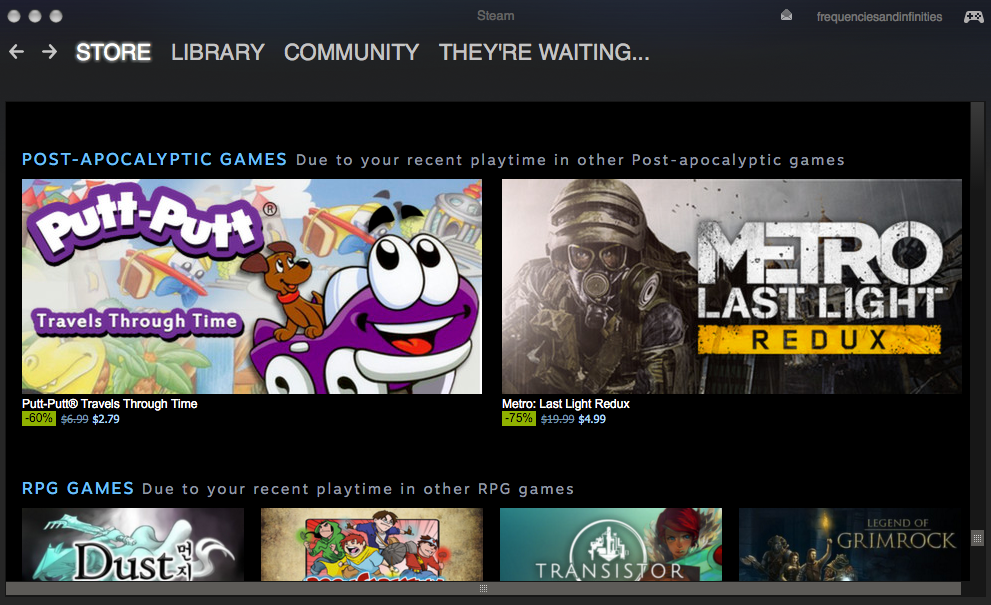 Steam
frequenciesandinfinities
STORE LIBRARY COMMUNITY THEY'RE WAITING...
POST-APOCALYPTIC GAMES Due to your recent playtime in other Post-apocalyptic games
Putt-Putt®
Travels Through Time
METRO
LAST LIGHT
REDUX
Putt-Putt® Travels Through Time
-60% $6.99 $2.79
Metro: Last Light Redux
-75% $19.99 $4.99
RPG GAMES Due to your recent playtime in other RPG games
Dust 먼지
TRANSISTOR
LEGEND OF
GRIMROCK